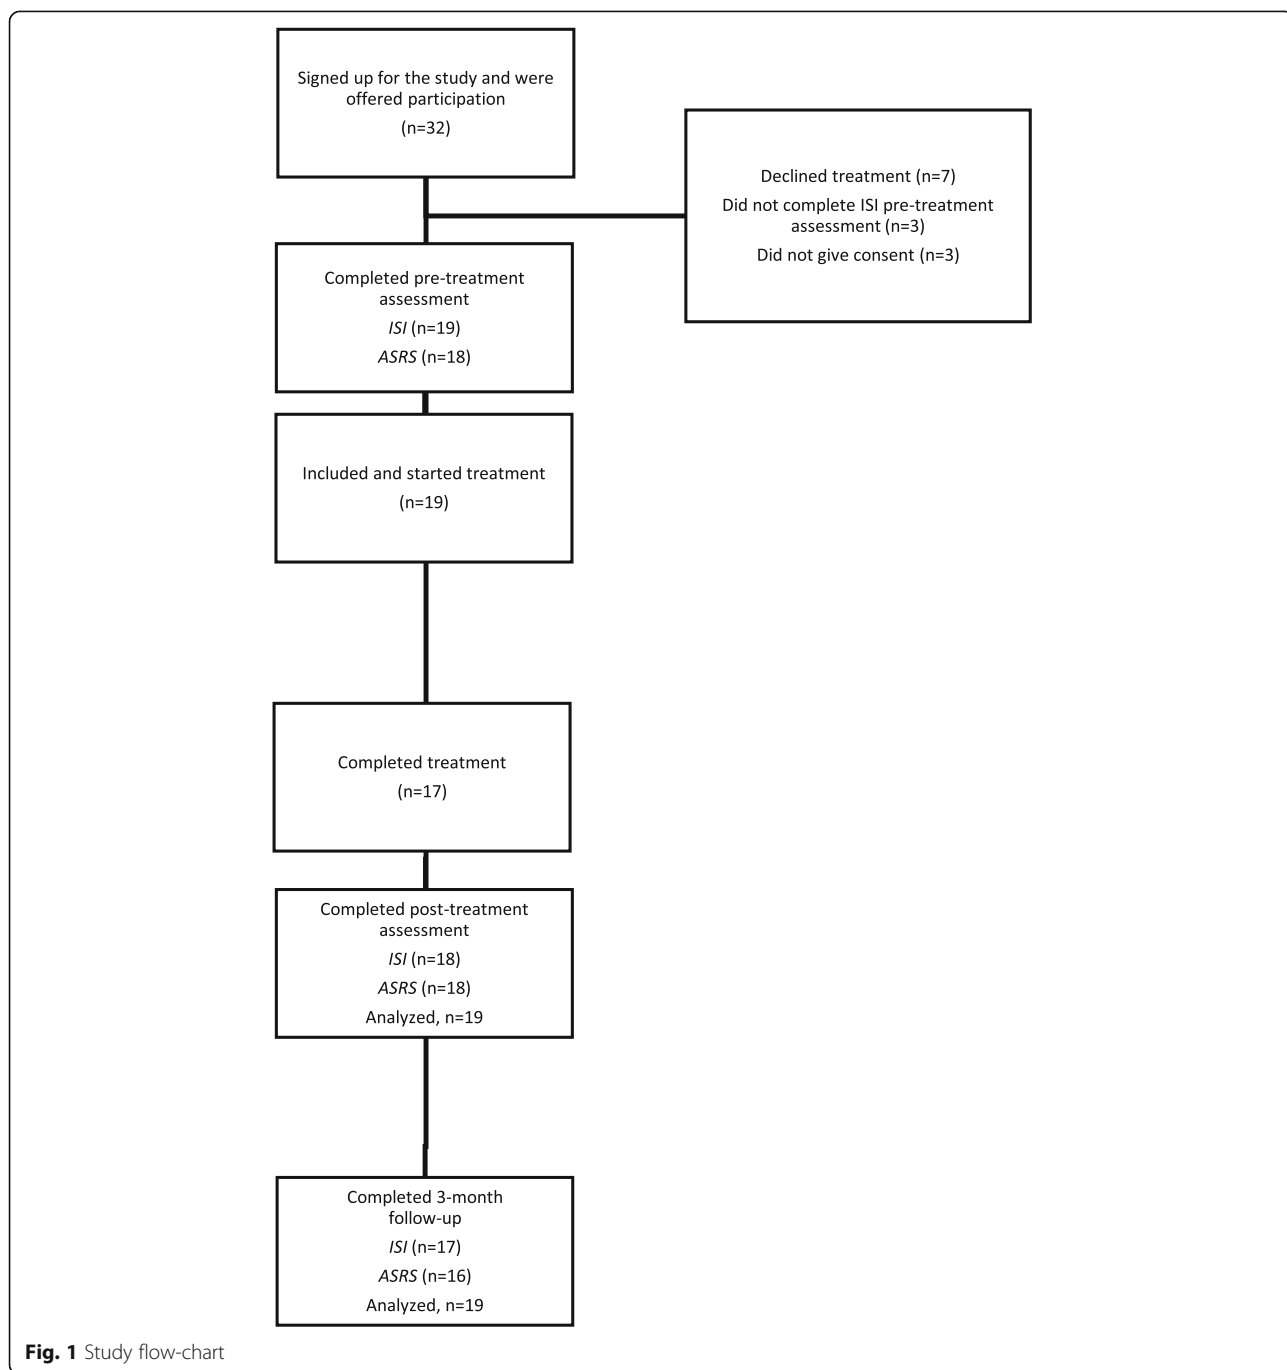 Signed up for the study and were
offered participation
(n=32)
Declined treatment (n=7)
Did not complete ISI pre-treatment
assessment (n=3)
Did not give consent (n=3)
Completed pre-treatment
assessment
ISI (n=19)
ASRS (n=18)
Included and started treatment
(n=19)
Completed treatment
(n=17)
Completed post-treatment
assessment
ISI (n=18)
ASRS (n=18)
Analyzed, n=19
Completed 3-month
follow-up
ISI (n=17)
ASRS (n=16)
Analyzed, n=19
Fig. 1 Study flow-chart